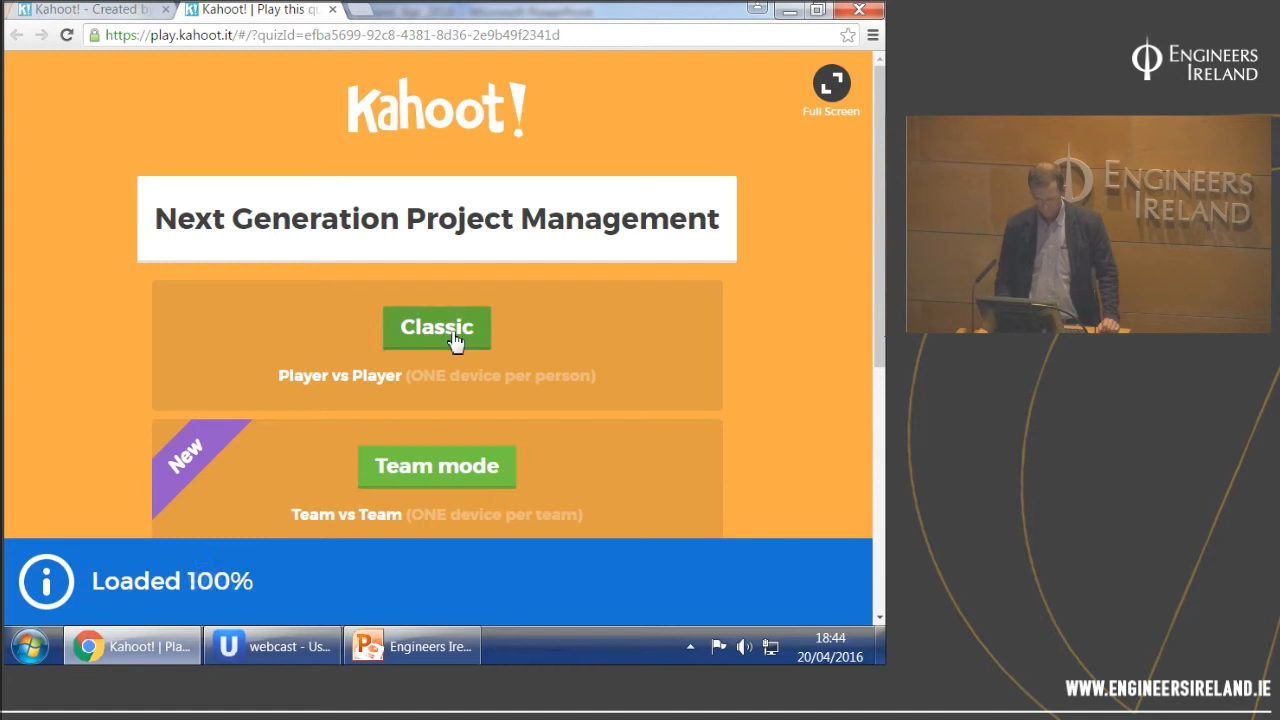 Kahoot! - Created b
Kahoot! | Play this qu
Microsoft PowerPoint
https://play.kahoot.it/#/?quizId=efba5699-92c8-4381-8d36-2e9b49f2341d
Kahoot!
Full Screen
Next Generation Project Management
Classic
Player vs Player (ONE device per person)
New
Team mode
Team vs Team (ONE device per team)
Loaded 100%
Kahoot! | Pla...
webcast - Us...
Engineers Ire...
18:44
20/04/2016
ENGINEERS
IRELAND
ENGINEERS
IRELAND
WWW.ENGINEERSIRELAND.IE